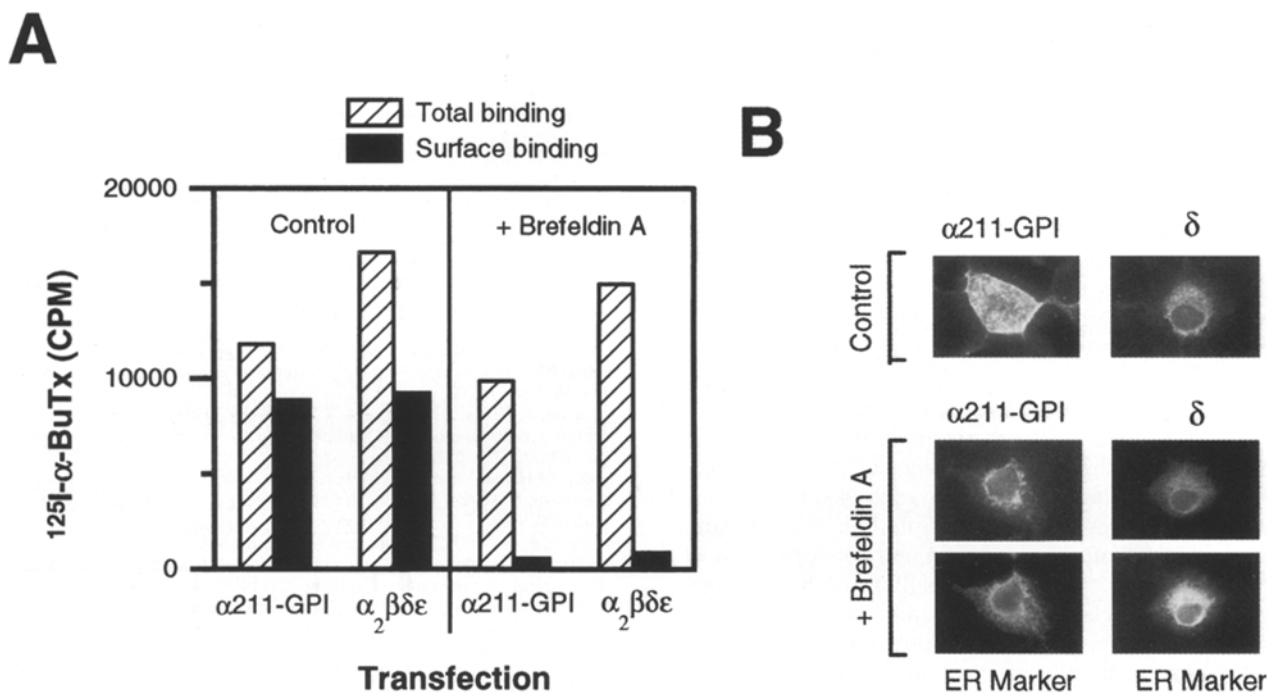 A
Total binding
Surface binding
B
20000
10000
0
¹²⁵I-α-BuTx (CPM)
Control
+ Brefeldin A
α211-GPI
α₂βδε
α211-GPI
α₂βδε
Transfection
α211-GPI
δ
Control
α211-GPI
δ
+ Brefeldin A
ER Marker
ER Marker